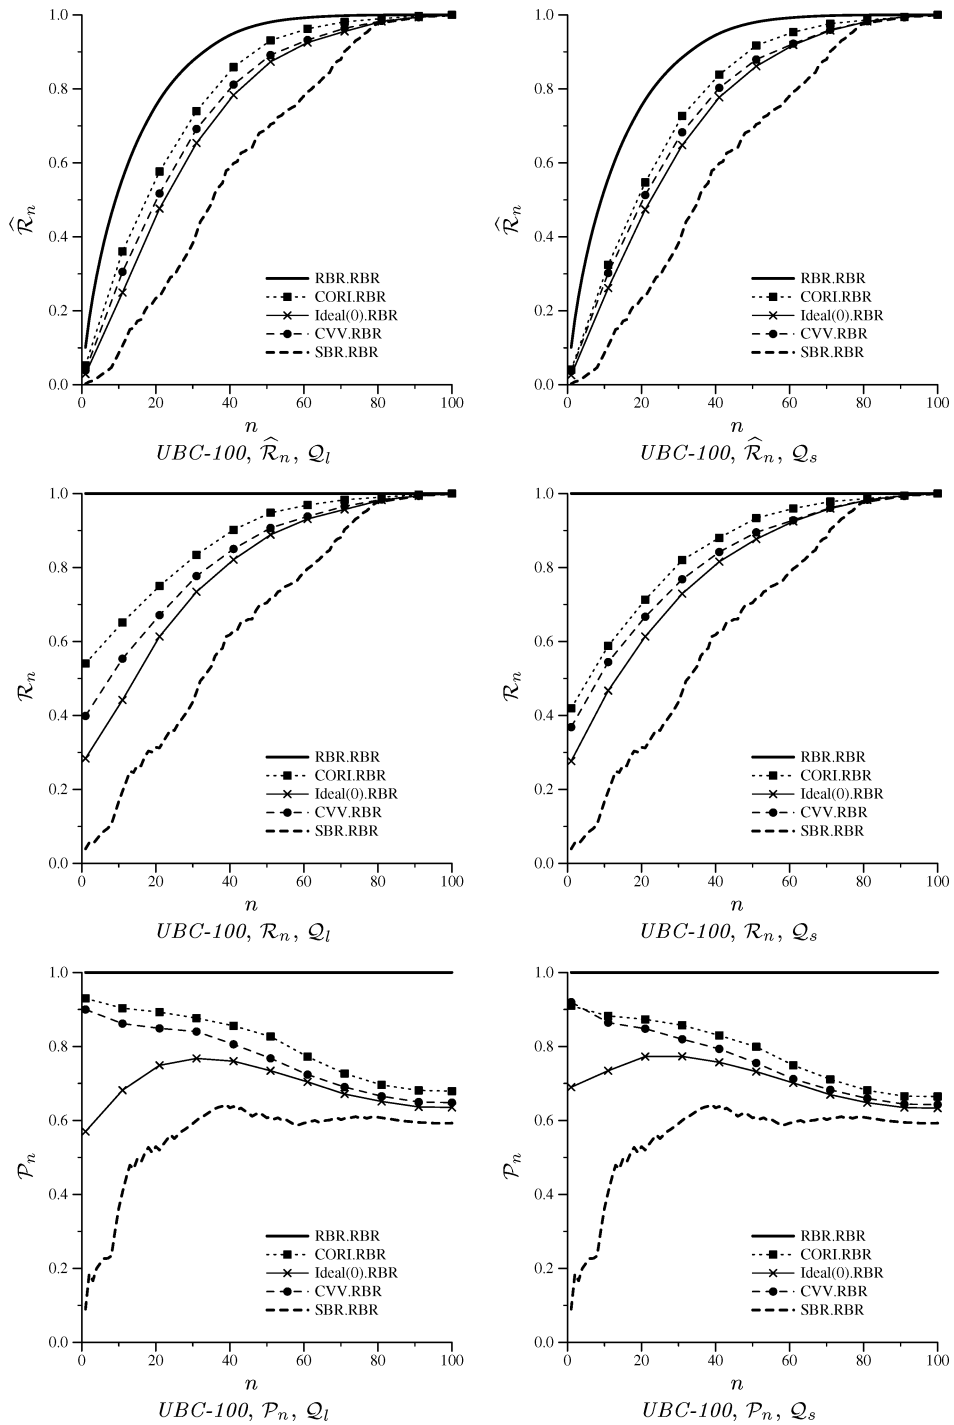 1.0
0.8
0.6
0.4
0.2
0.0
R̂n
0 20 40 60 80 100
n
RBR.RBR
CORI.RBR
Ideal(0).RBR
CVV.RBR
SBR.RBR
UBC-100, R̂n, Ql
1.0
0.8
0.6
0.4
0.2
0.0
R̂n
0 20 40 60 80 100
n
RBR.RBR
CORI.RBR
Ideal(0).RBR
CVV.RBR
SBR.RBR
UBC-100, R̂n, Qs
1.0
0.8
0.6
0.4
0.2
0.0
Rn
0 20 40 60 80 100
n
RBR.RBR
CORI.RBR
Ideal(0).RBR
CVV.RBR
SBR.RBR
UBC-100, Rn, Ql
1.0
0.8
0.6
0.4
0.2
0.0
Rn
0 20 40 60 80 100
n
RBR.RBR
CORI.RBR
Ideal(0).RBR
CVV.RBR
SBR.RBR
UBC-100, Rn, Qs
1.0
0.8
0.6
0.4
0.2
0.0
Pn
0 20 40 60 80 100
n
RBR.RBR
CORI.RBR
Ideal(0).RBR
CVV.RBR
SBR.RBR
UBC-100, Pn, Ql
1.0
0.8
0.6
0.4
0.2
0.0
Pn
0 20 40 60 80 100
n
RBR.RBR
CORI.RBR
Ideal(0).RBR
CVV.RBR
SBR.RBR
UBC-100, Pn, Qs